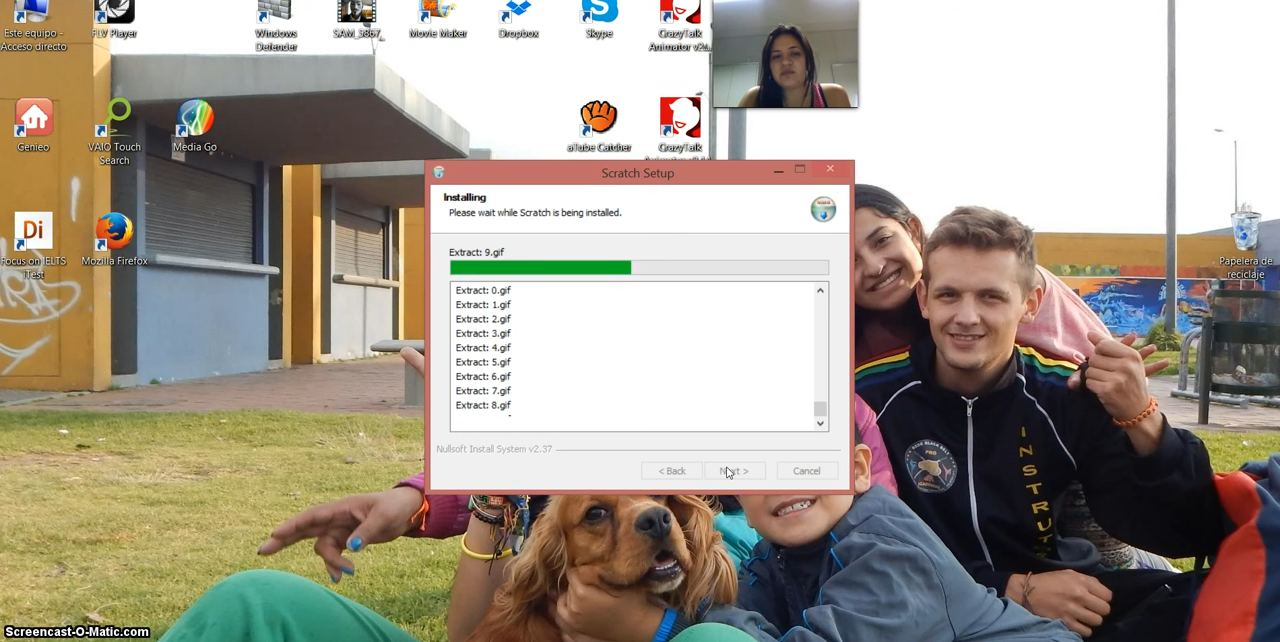 Este equipo -
Acceso directo
FLV Player
Windows
Defender
SAM_5867
Movie Maker
Dropbox
Skype
CrazyTalk
Animator v2...
Genieo
VAIO Touch
Search
Media Go
aTube Catcher
CrazyTalk
Di
Focus on IELTS
iTest
Mozilla Firefox
Papelera de
reciclaje
Scratch Setup
Installing
Please wait while Scratch is being installed.
Extract: 9.gif
Extract: 0.gif
Extract: 1.gif
Extract: 2.gif
Extract: 3.gif
Extract: 4.gif
Extract: 5.gif
Extract: 6.gif
Extract: 7.gif
Extract: 8.gif
Nullsoft Install System v2.37
< Back
Next >
Cancel
PRO
INSTRUT
Screencast-O-Matic.com